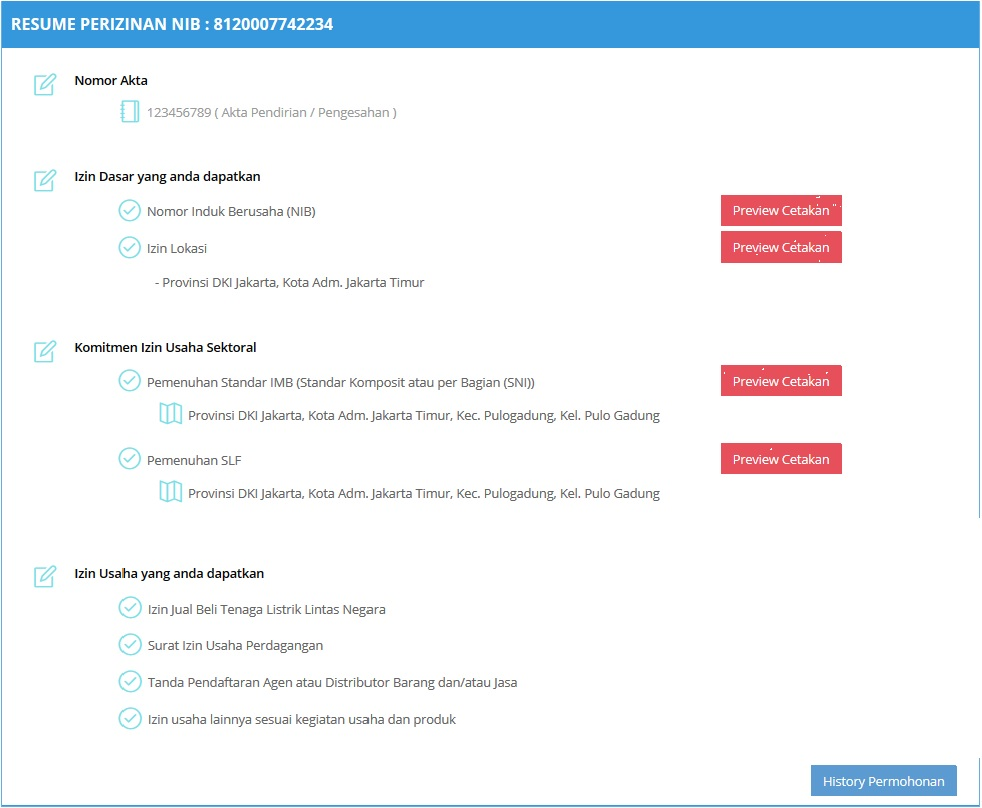 RESUME PERIZINAN NIB : 8120007742234
Nomor Akta
123456789 ( Akta Pendirian / Pengesahan )
Izin Dasar yang anda dapatkan
Nomor Induk Berusaha (NIB) Preview Cetakan
Izin Lokasi Preview Cetakan
- Provinsi DKI Jakarta, Kota Adm. Jakarta Timur
Komitmen Izin Usaha Sektoral
Pemenuhan Standar IMB (Standar Komposit atau per Bagian (SNI)) Preview Cetakan
Provinsi DKI Jakarta, Kota Adm. Jakarta Timur, Kec. Pulogadung, Kel. Pulo Gadung
Pemenuhan SLF Preview Cetakan
Provinsi DKI Jakarta, Kota Adm. Jakarta Timur, Kec. Pulogadung, Kel. Pulo Gadung
Izin Usaha yang anda dapatkan
Izin Jual Beli Tenaga Listrik Lintas Negara
Surat Izin Usaha Perdagangan
Tanda Pendaftaran Agen atau Distributor Barang dan/atau Jasa
Izin usaha lainnya sesuai kegiatan usaha dan produk
History Permohonan